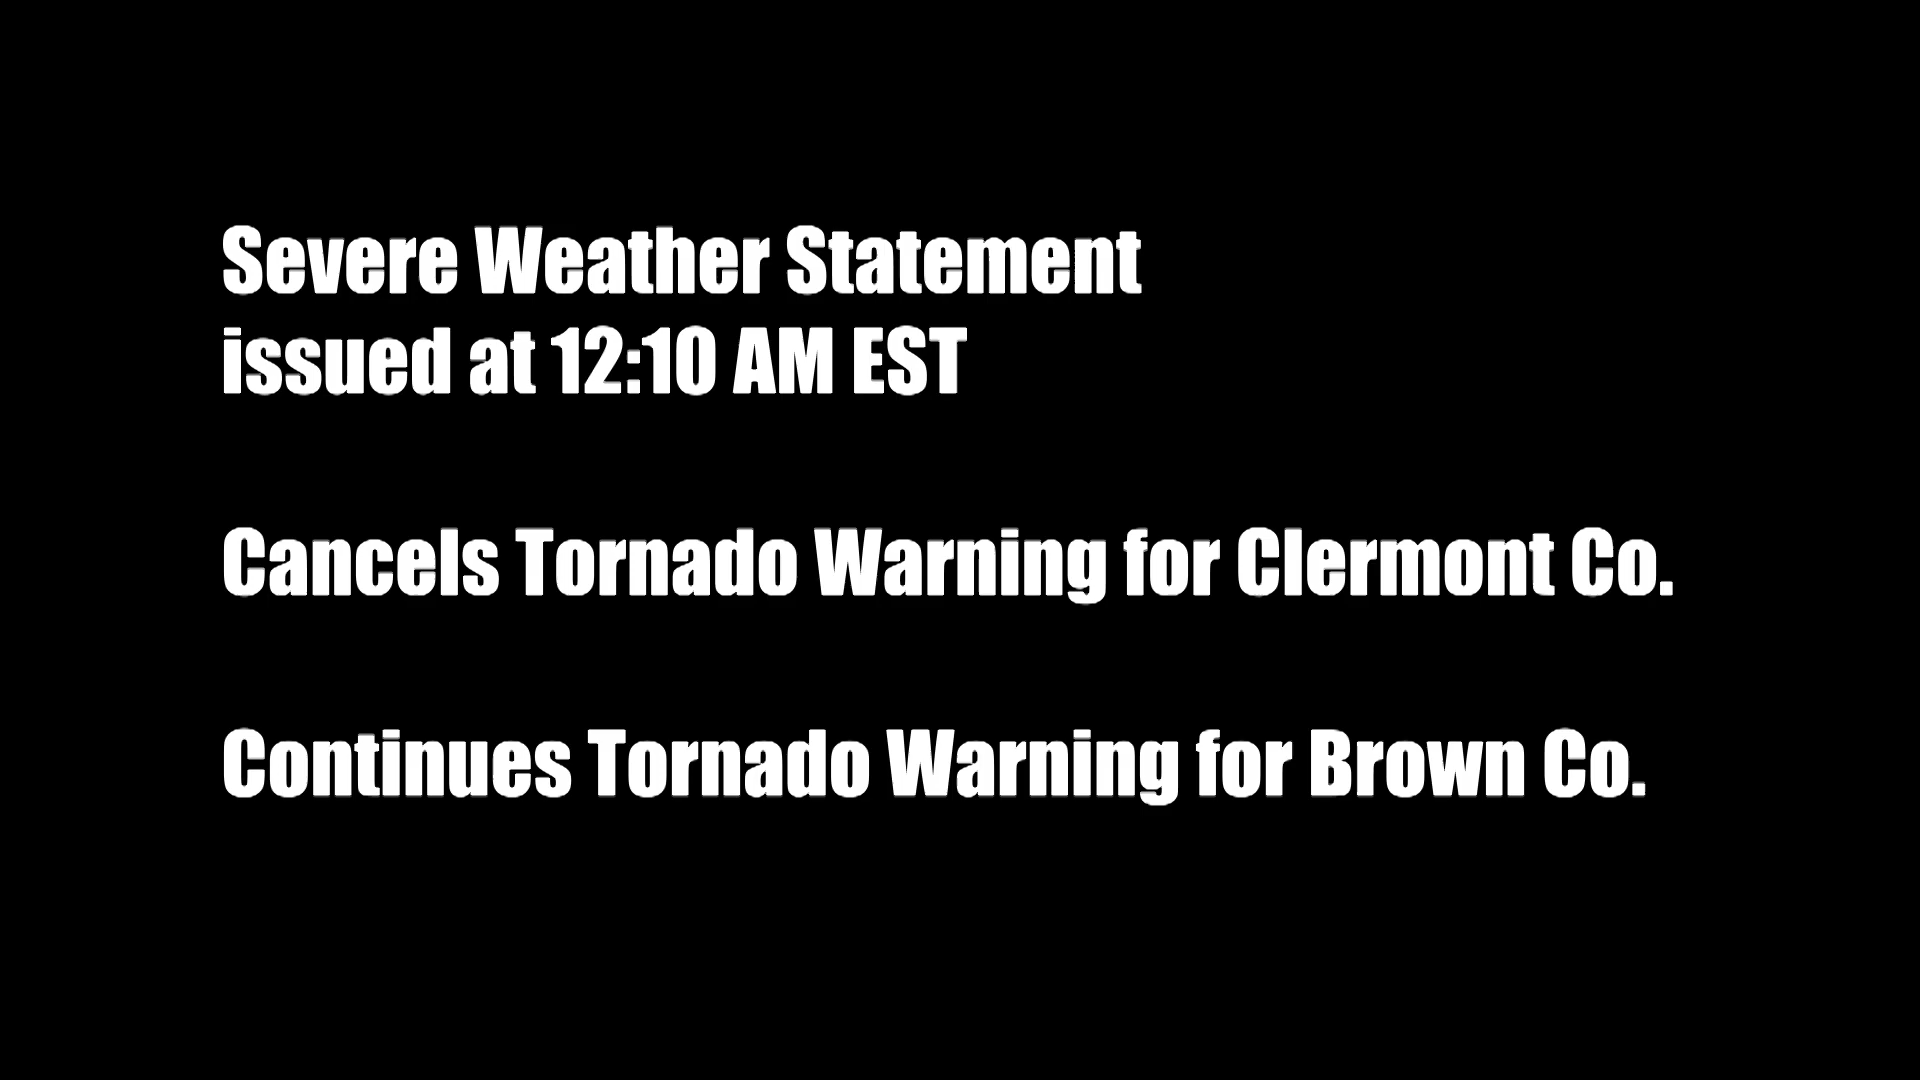 Severe Weather Statement
issued at 12:10 AM EST
Cancels Tornado Warning for Clermont Co.
Continues Tornado Warning for Brown Co.